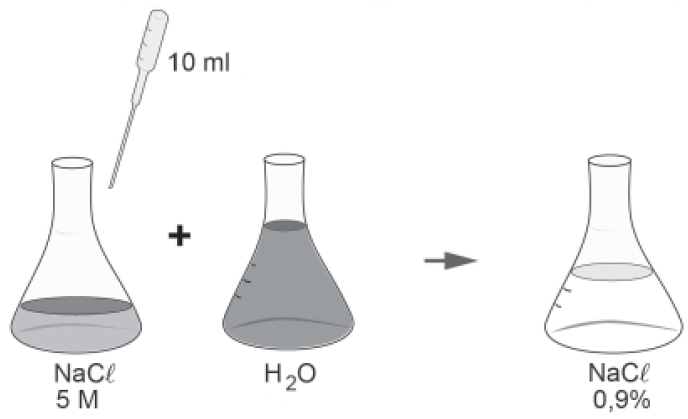 10 ml
+
NaCℓ
5 M
H₂O
NaCℓ
0,9%